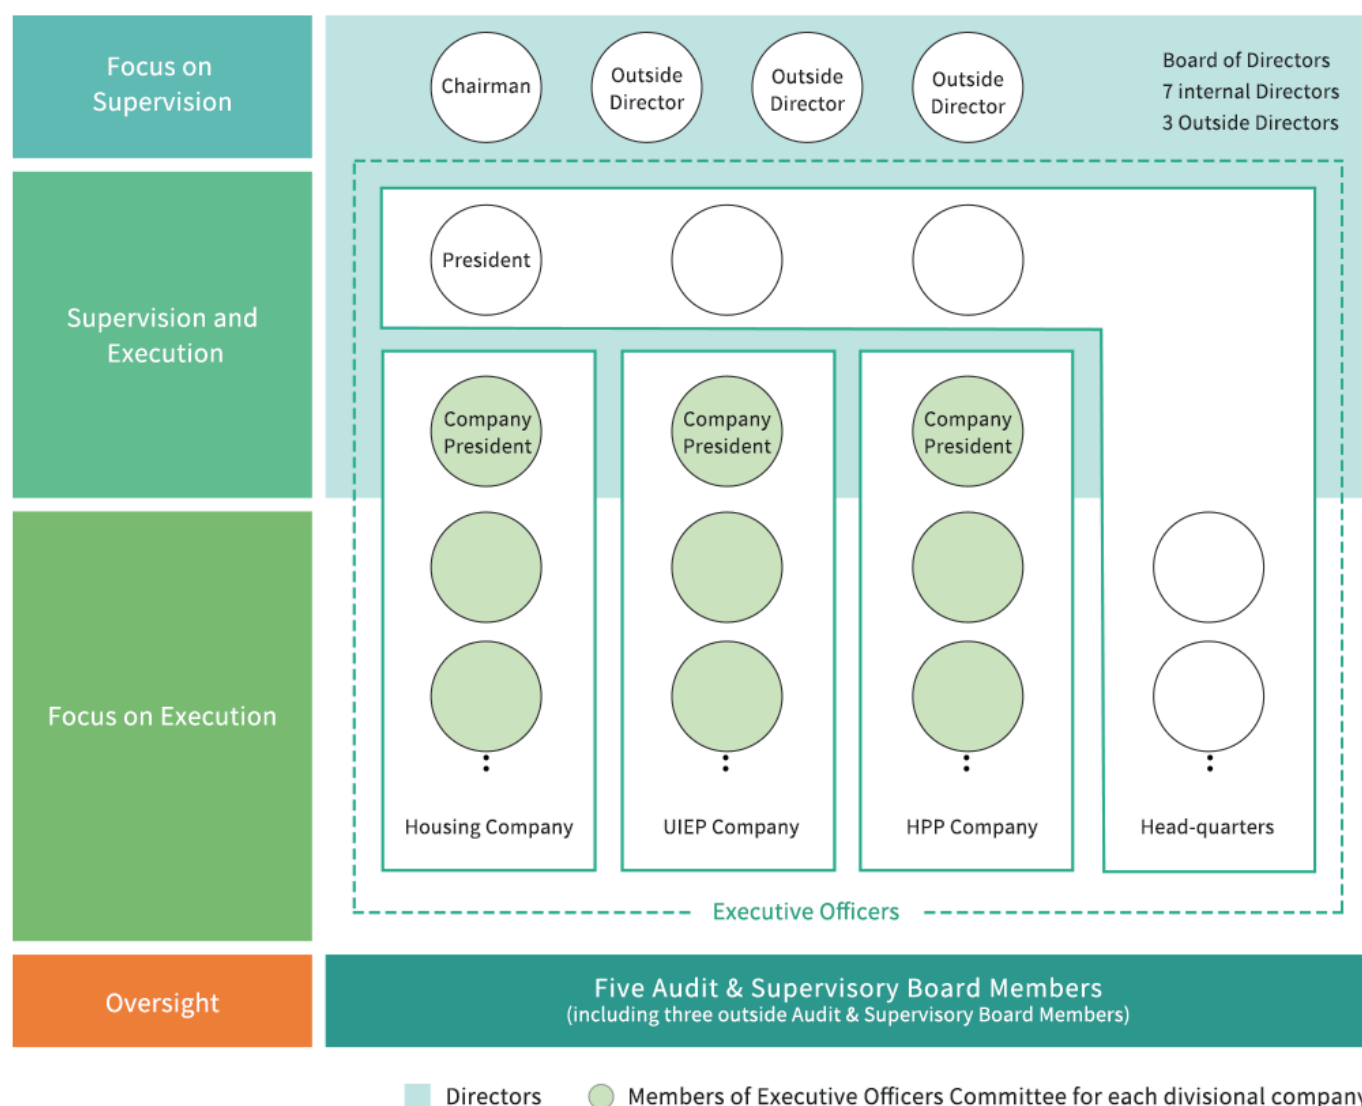 Focus on
Supervision
Chairman
Outside
Director
Outside
Director
Outside
Director
Board of Directors
7 internal Directors
3 Outside Directors
Supervision and
Execution
President
Company
President
Company
President
Company
President
Focus on Execution
Housing Company
UIEP Company
HPP Company
Head-quarters
Executive Officers
Oversight
Five Audit & Supervisory Board Members
(including three outside Audit & Supervisory Board Members)
Directors
Members of Executive Officers Committee for each divisional company